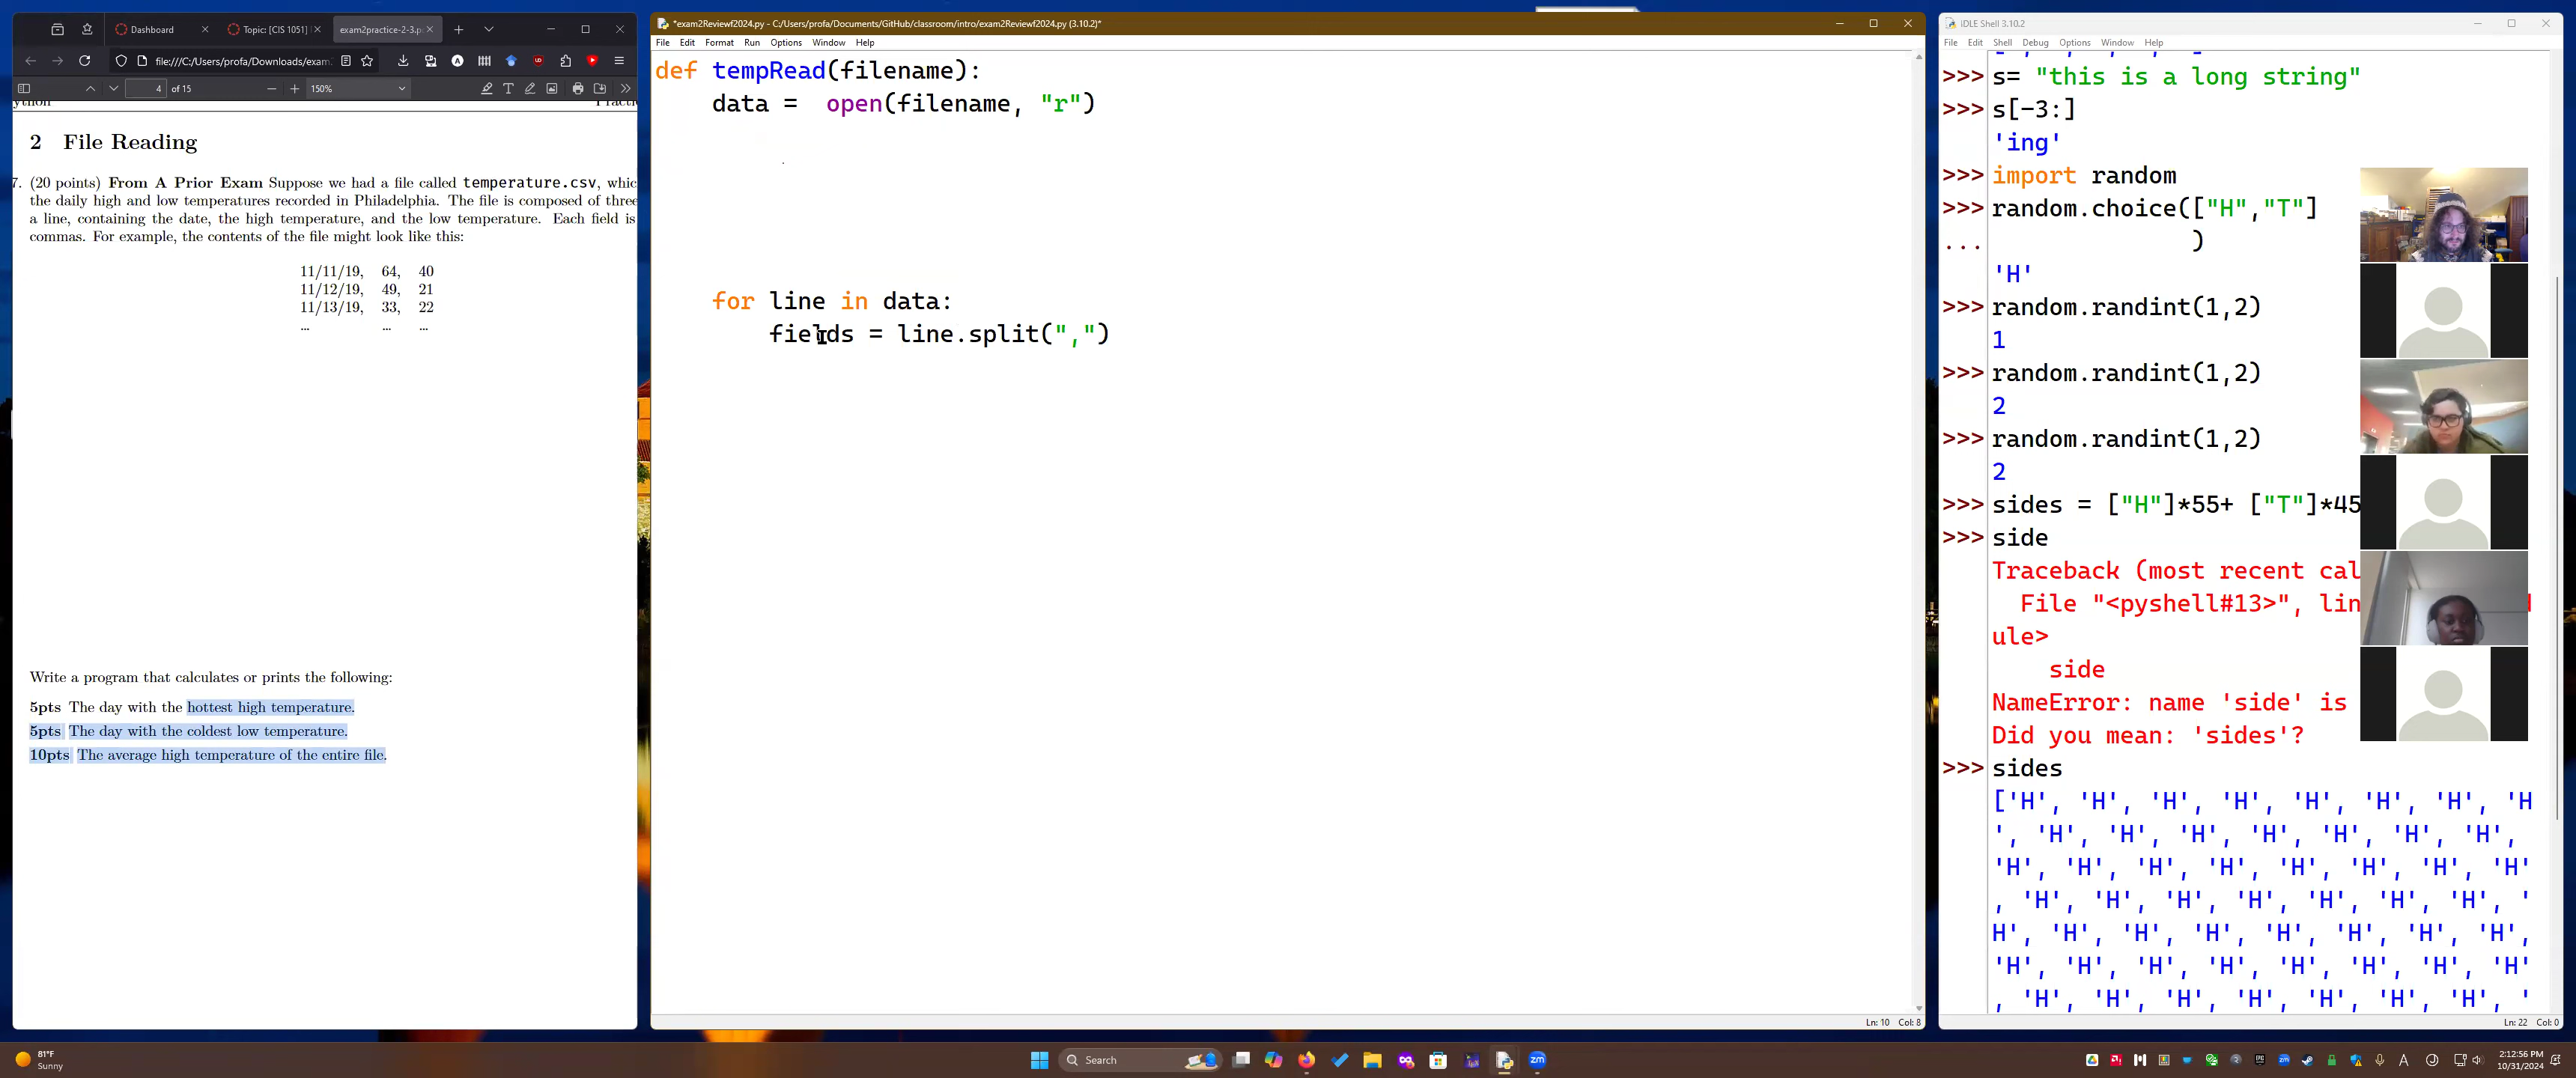 Dashboard
Topic: [CIS 1051]
exam2practice-2-3.p
file:///C:/Users/profa/Downloads/exam
4 of 15
150%
ython
Practi
2 File Reading
7. (20 points) From A Prior Exam Suppose we had a file called temperature.csv, whic
the daily high and low temperatures recorded in Philadelphia. The file is composed of three
a line, containing the date, the high temperature, and the low temperature. Each field is
commas. For example, the contents of the file might look like this:
11/11/19, 64, 40
11/12/19, 49, 21
11/13/19, 33, 22
... ... ...
Write a program that calculates or prints the following:
5pts The day with the hottest high temperature.
5pts The day with the coldest low temperature.
10pts The average high temperature of the entire file.
*exam2Reviewf2024.py - C:/Users/profa/Documents/GitHub/classroom/intro/exam2Reviewf2024.py (3.10.2)*
File Edit Format Run Options Window Help
def tempRead(filename):
data = open(filename, "r")
for line in data:
fields = line.split(",")
Ln: 10 Col: 8
IDLE Shell 3.10.2
File Edit Shell Debug Options Window Help
>>> s= "this is a long string"
>>> s[-3:]
'ing'
>>> import random
>>> random.choice(["H","T"]
... )
'H'
>>> random.randint(1,2)
1
>>> random.randint(1,2)
2
>>> random.randint(1,2)
2
>>> sides = ["H"]*55+ ["T"]*45
>>> side
Traceback (most recent cal
File "<pyshell#13>", lin
ule>
side
NameError: name 'side' is
Did you mean: 'sides'?
>>> sides
['H', 'H', 'H', 'H', 'H', 'H', 'H', 'H
', 'H', 'H', 'H', 'H', 'H', 'H', 'H',
'H', 'H', 'H', 'H', 'H', 'H', 'H', 'H'
, 'H', 'H', 'H', 'H', 'H', 'H', 'H', '
H', 'H', 'H', 'H', 'H', 'H', 'H', 'H',
'H', 'H', 'H', 'H', 'H', 'H', 'H', 'H'
, 'H', 'H', 'H', 'H', 'H', 'H', 'H', '
Ln: 22 Col: 0
81°F
Sunny
Search
zm
2:12:56 PM
10/31/2024